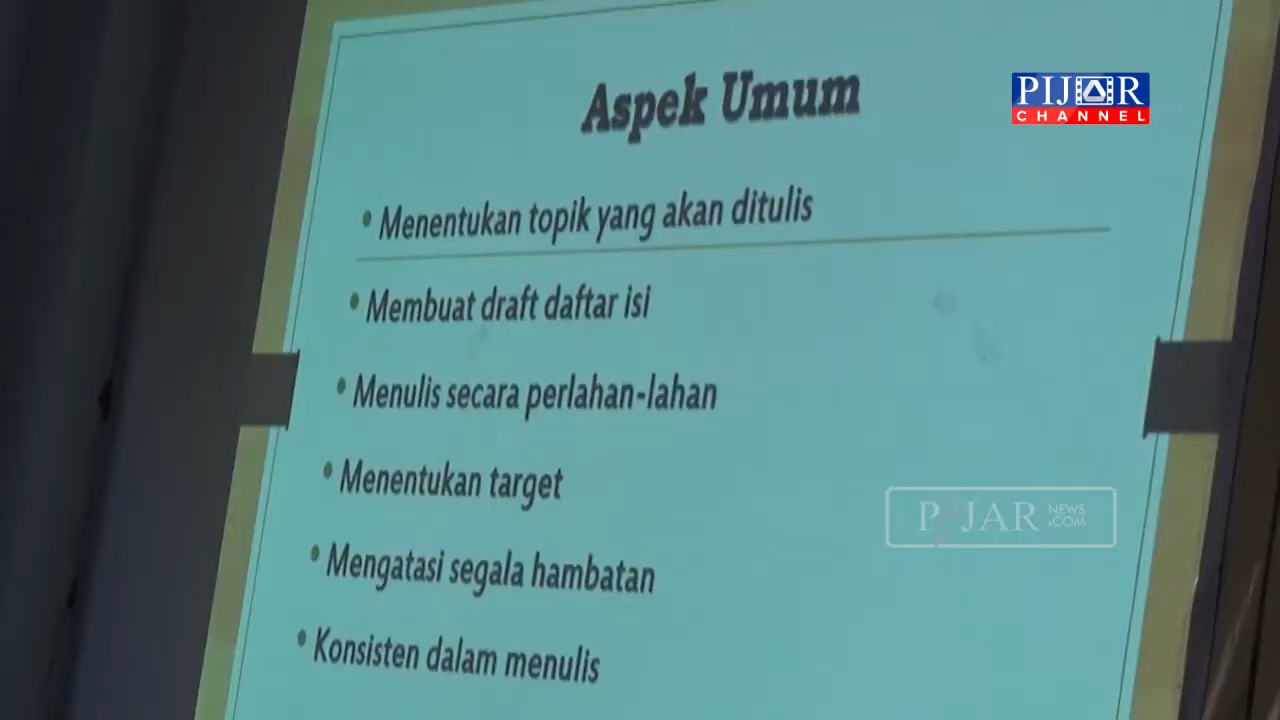 Aspek Umum
PIJAR
CHANNEL
• Menentukan topik yang akan ditulis
• Membuat draft daftar isi
• Menulis secara perlahan-lahan
• Menentukan target
PIJAR NEWS
.COM
• Mengatasi segala hambatan
• Konsisten dalam menulis